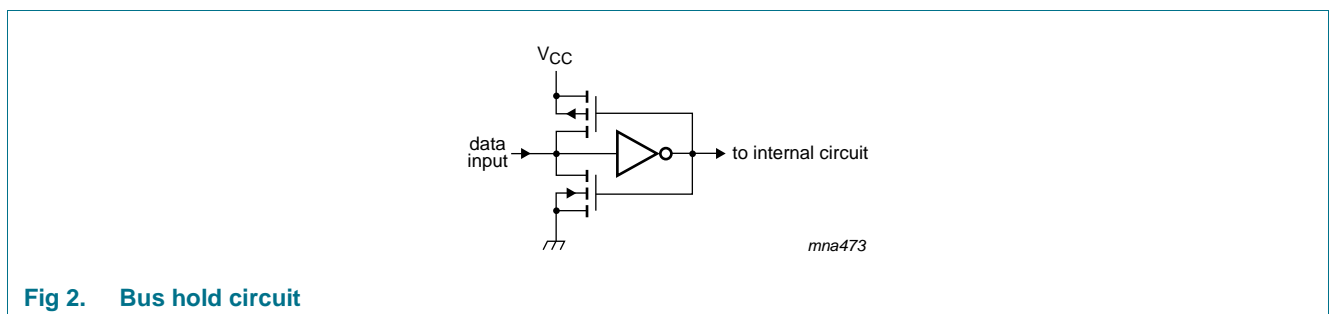 VCC
data
input
to internal circuit
mna473
Fig 2. Bus hold circuit